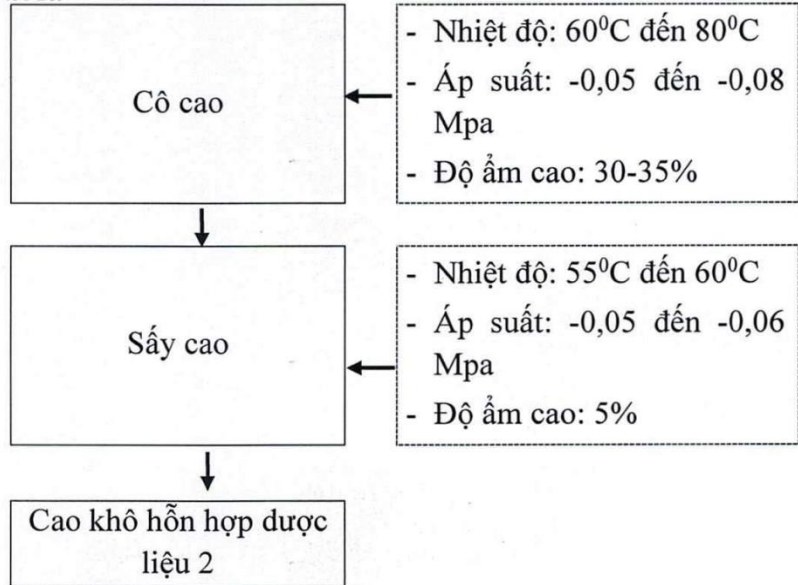 Cô cao
- Nhiệt độ: 60⁰C đến 80⁰C
- Áp suất: -0,05 đến -0,08
Mpa
- Độ ẩm cao: 30-35%
Sấy cao
- Nhiệt độ: 55⁰C đến 60⁰C
- Áp suất: -0,05 đến -0,06
Mpa
- Độ ẩm cao: 5%
Cao khô hỗn hợp dược
liệu 2